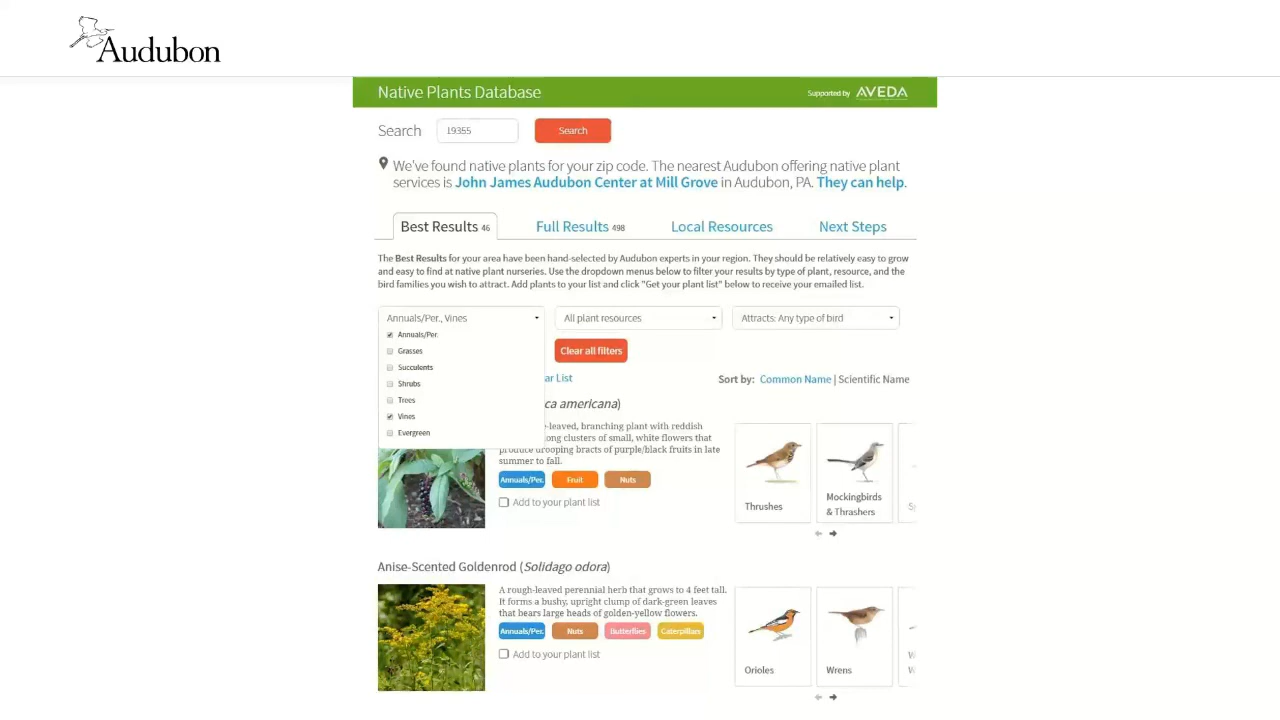 Audubon
Native Plants Database
Supported by AVEDA
Search
19355
Search
We've found native plants for your zip code. The nearest Audubon offering native plant
services is John James Audubon Center at Mill Grove in Audubon, PA. They can help.
Best Results 46
Full Results 498
Local Resources
Next Steps
The Best Results for your area have been hand-selected by Audubon experts in your region. They should be relatively easy to grow
and easy to find at native plant nurseries. Use the dropdown menus below to filter your results by type of plant, resource, and the
bird families you wish to attract. Add plants to your list and click "Get your plant list" below to receive your emailed list.
Annuals/Per., Vines
All plant resources
Attracts: Any type of bird
Annuals/Per.
Grasses
Succulents
Shrubs
Trees
Vines
Evergreen
Clear all filters
ar List
Sort by: Common Name | Scientific Name
ca americana)
-leaved, branching plant with reddish
ong clusters of small, white flowers that
produce drooping bracts of purple/black fruits in late
summer to fall.
Annuals/Per.
Fruit
Nuts
Add to your plant list
Thrushes
Mockingbirds
& Thrashers
Anise-Scented Goldenrod (Solidago odora)
A rough-leaved perennial herb that grows to 4 feet tall.
It forms a bushy, upright clump of dark-green leaves
that bears large heads of golden-yellow flowers.
Annuals/Per.
Nuts
Butterflies
Caterpillars
Add to your plant list
Orioles
Wrens